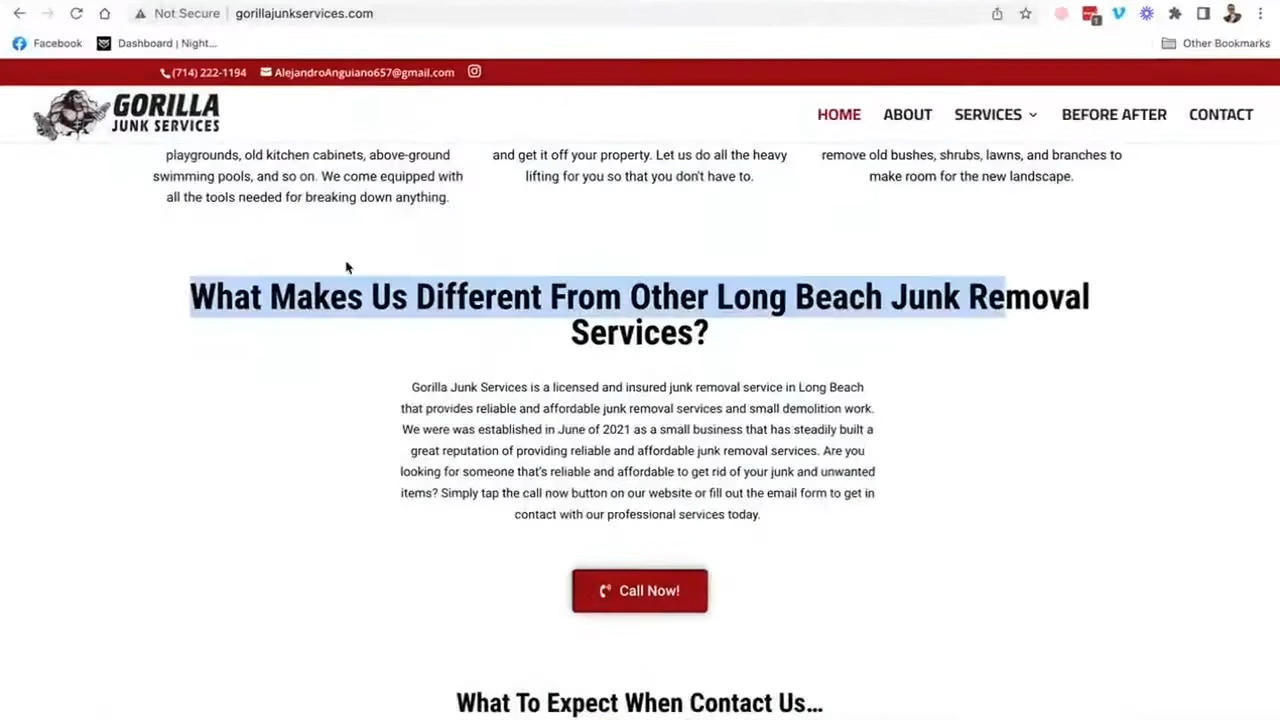 Not Secure gorillajunkservices.com
1
Facebook Dashboard | Night... Other Bookmarks
(714) 222-1194 AlejandroAnguiano657@gmail.com
GORILLA
JUNK SERVICES
HOME ABOUT SERVICES BEFORE AFTER CONTACT
playgrounds, old kitchen cabinets, above-ground
swimming pools, and so on. We come equipped with
all the tools needed for breaking down anything.
and get it off your property. Let us do all the heavy
lifting for you so that you don't have to.
remove old bushes, shrubs, lawns, and branches to
make room for the new landscape.
What Makes Us Different From Other Long Beach Junk Removal
Services?
Gorilla Junk Services is a licensed and insured junk removal service in Long Beach
that provides reliable and affordable junk removal services and small demolition work.
We were was established in June of 2021 as a small business that has steadily built a
great reputation of providing reliable and affordable junk removal services. Are you
looking for someone that's reliable and affordable to get rid of your junk and unwanted
items? Simply tap the call now button on our website or fill out the email form to get in
contact with our professional services today.
Call Now!
What To Expect When Contact Us...